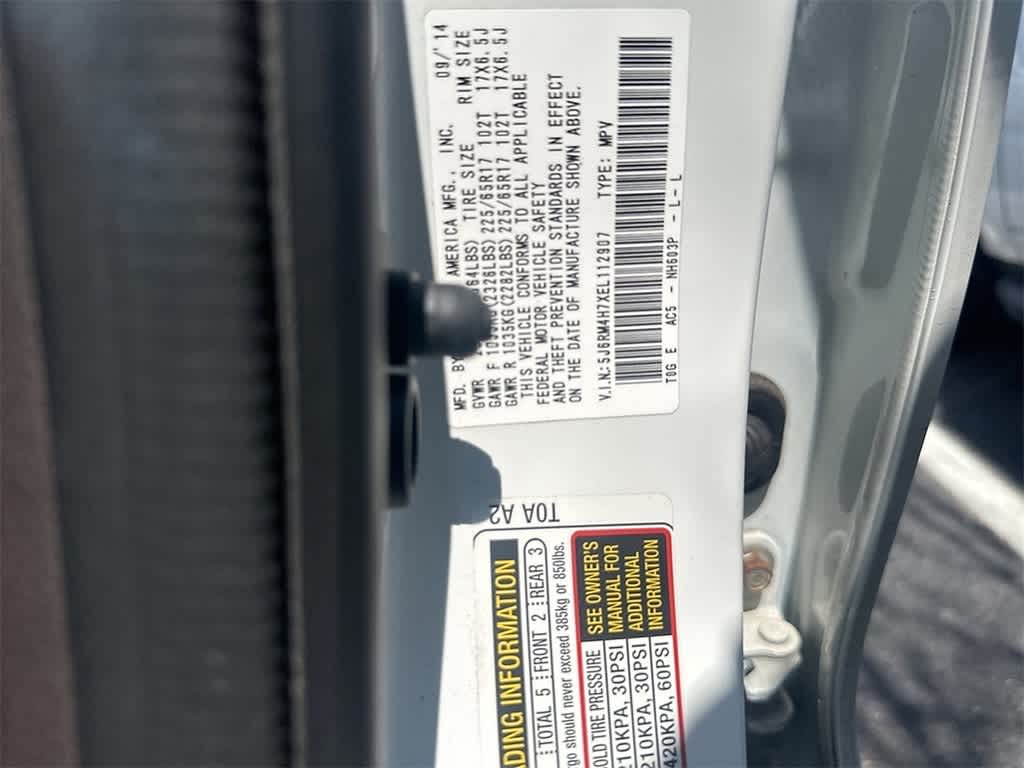 MFD. BY AMERICA MFG., INC. 09/'14
GVWR 64LBS) TIRE SIZE RIM SIZE
GAWR F (2326LBS) 225/65R17 102T 17X6.5J
GAWR R 1035KG(2282LBS) 225/65R17 102T 17X6.5J
THIS VEHICLE CONFORMS TO ALL APPLICABLE
FEDERAL MOTOR VEHICLE SAFETY
AND THEFT PREVENTION STANDARDS IN EFFECT
ON THE DATE OF MANUFACTURE SHOWN ABOVE.
V.I.N.:5J6RM4H7XEL112907 TYPE: MPV
T0G E AC5 - NH603P - L- L
T0A A2
ADING INFORMATION
TOTAL 5 FRONT 2 REAR 3
rgo should never exceed 385kg or 850lbs.
OLD TIRE PRESSURE
210KPA, 30PSI
210KPA, 30PSI
420KPA, 60PSI
SEE OWNER'S
MANUAL FOR
ADDITIONAL
INFORMATION